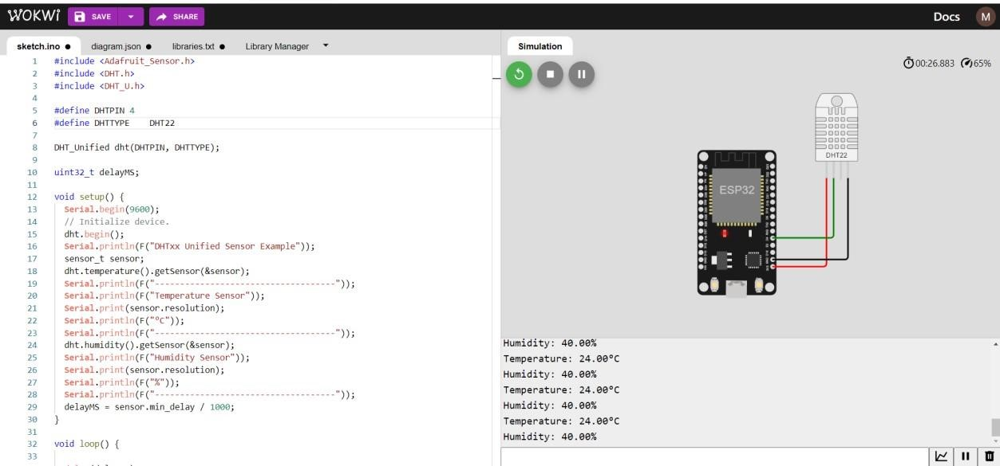 WOKWi SAVE SHARE Docs M
sketch.ino ● diagram.json ● libraries.txt ● Library Manager
Simulation
00:26.883 65%
1 #include <Adafruit_Sensor.h>
2 #include <DHT.h>
3 #include <DHT_U.h>
4
5 #define DHTPIN 4
6 #define DHTTYPE    DHT22
7
8 DHT_Unified dht(DHTPIN, DHTTYPE);
9
10 uint32_t delayMS;
11
12 void setup() {
13   Serial.begin(9600);
14   // Initialize device.
15   dht.begin();
16   Serial.println(F("DHTxx Unified Sensor Example"));
17   sensor_t sensor;
18   dht.temperature().getSensor(&sensor);
19   Serial.println(F("------------------------------------"));
20   Serial.println(F("Temperature Sensor"));
21   Serial.print(sensor.resolution);
22   Serial.println(F("°C"));
23   Serial.println(F("------------------------------------"));
24   dht.humidity().getSensor(&sensor);
25   Serial.println(F("Humidity Sensor"));
26   Serial.print(sensor.resolution);
27   Serial.println(F("%"));
28   Serial.println(F("------------------------------------"));
29   delayMS = sensor.min_delay / 1000;
30 }
31
32 void loop() {
33
DHT22
ESP32
Humidity: 40.00%
Temperature: 24.00°C
Humidity: 40.00%
Temperature: 24.00°C
Humidity: 40.00%
Temperature: 24.00°C
Humidity: 40.00%